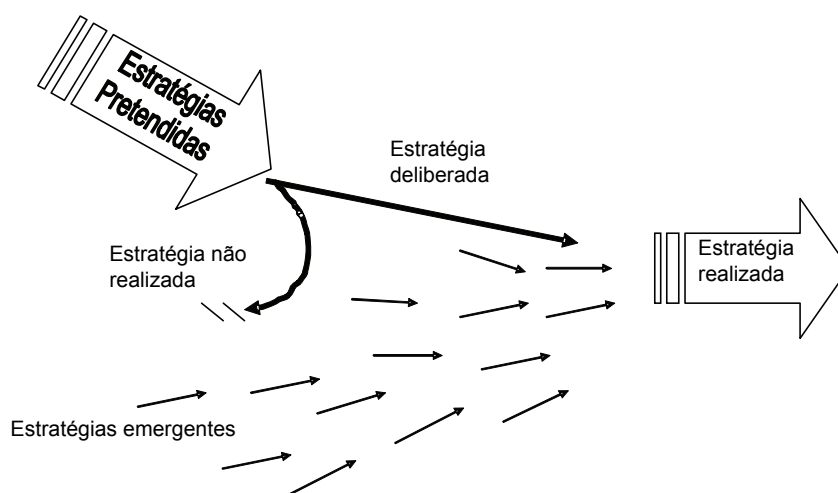 Estratégias
Pretendidas
Estratégia
deliberada
Estratégia não
realizada
Estratégia
realizada
Estratégias emergentes